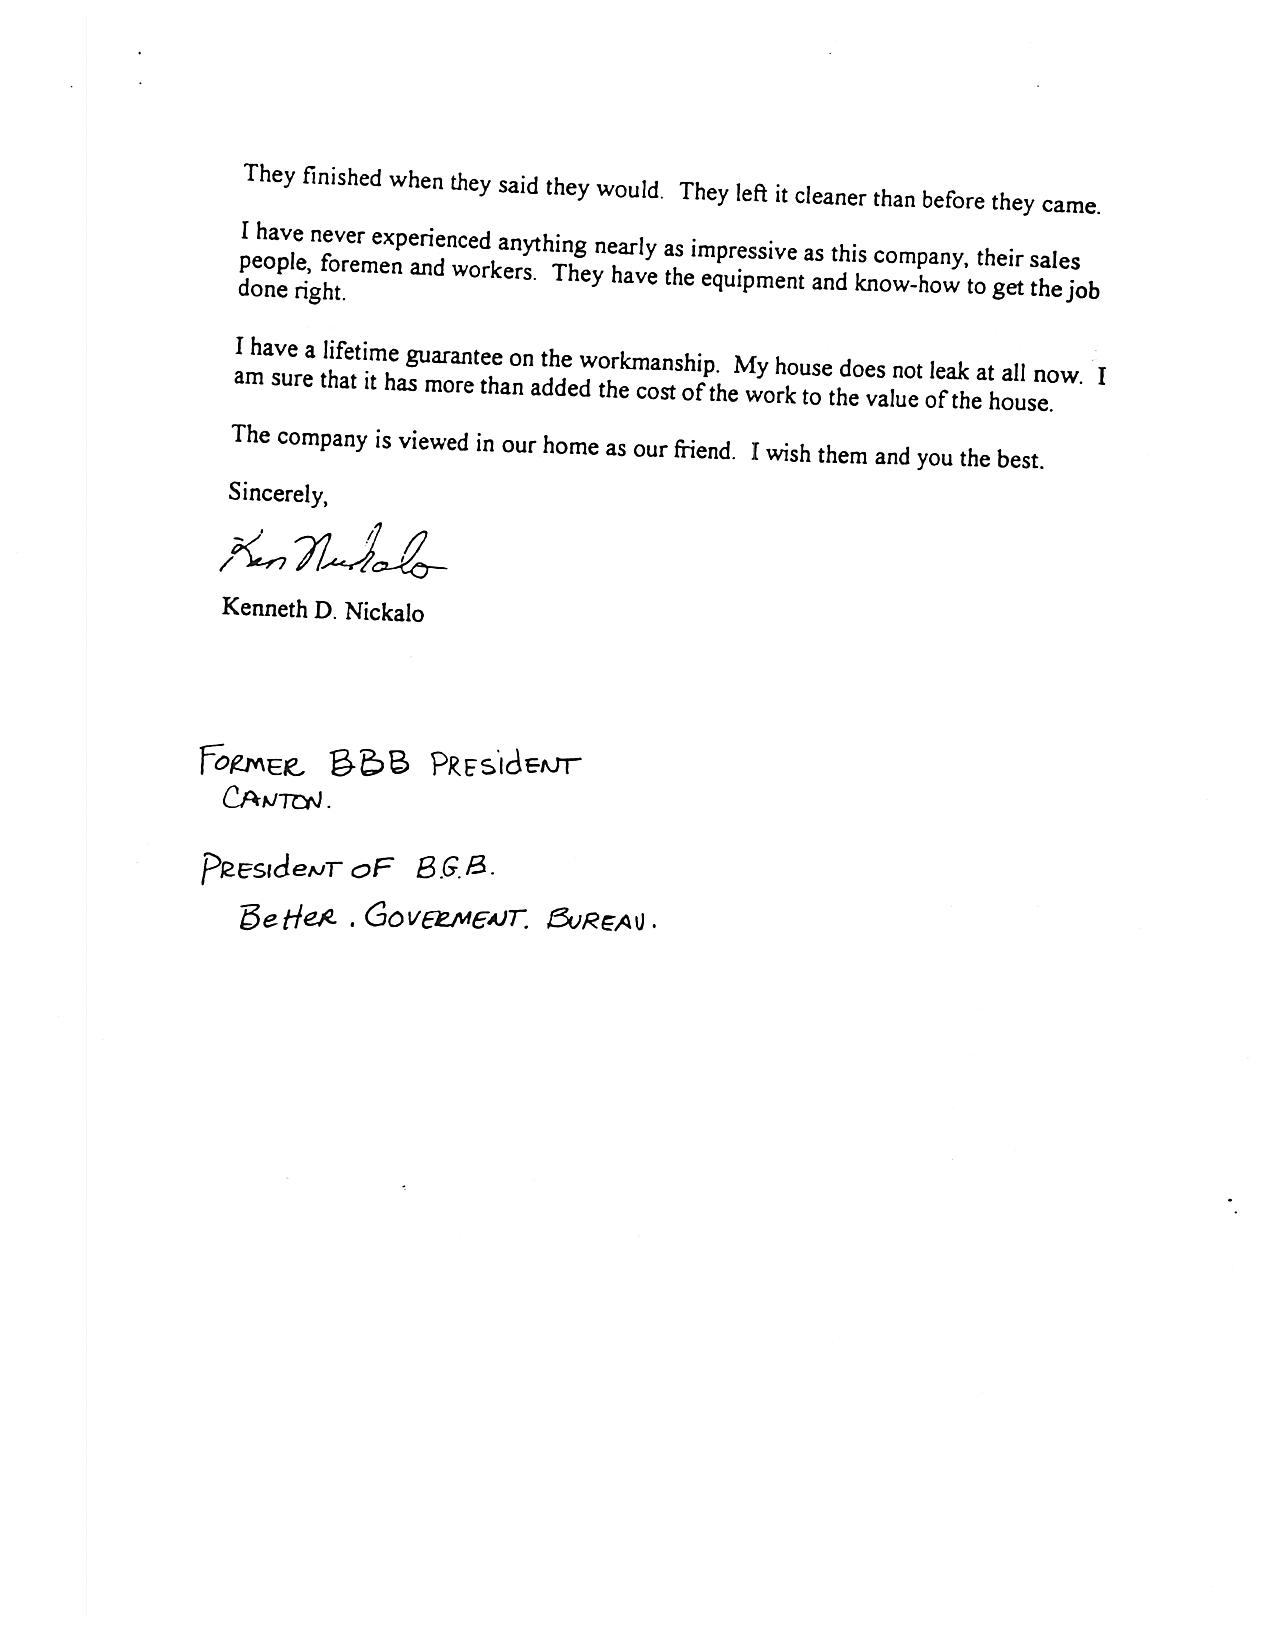 They finished when they said they would. They left it cleaner than before they came.
I have never experienced anything nearly as impressive as this company, their sales
people, foremen and workers. They have the equipment and know-how to get the job
done right.
I have a lifetime guarantee on the workmanship. My house does not leak at all now. I
am sure that it has more than added the cost of the work to the value of the house.
The company is viewed in our home as our friend. I wish them and you the best.
Sincerely,
Ken Nickalo
Kenneth D. Nickalo
FORMER BBB PRESidENT
CANTON.
PRESideNT OF B.G.B.
BetteR. GOVERMENT. BUREAU.